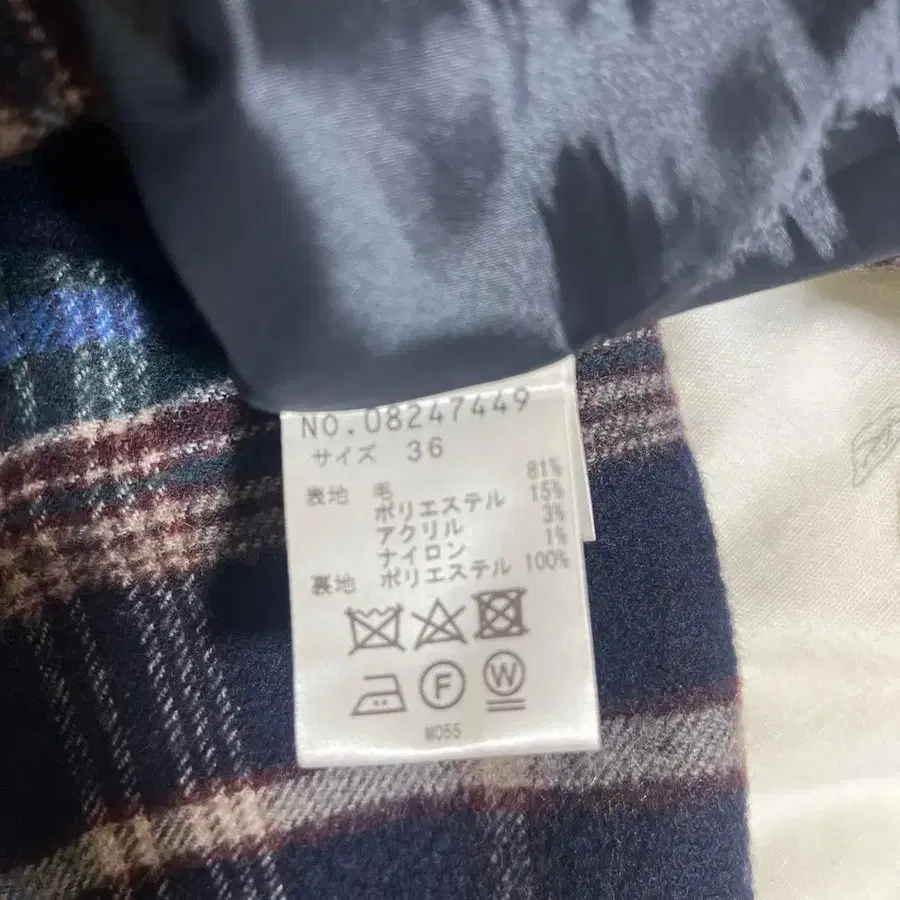 NO.08247449
サイズ 36
表地 毛 81%
ポリエステル 15%
アクリル 3%
ナイロン 1%
裏地 ポリエステル 100%
F W
M055